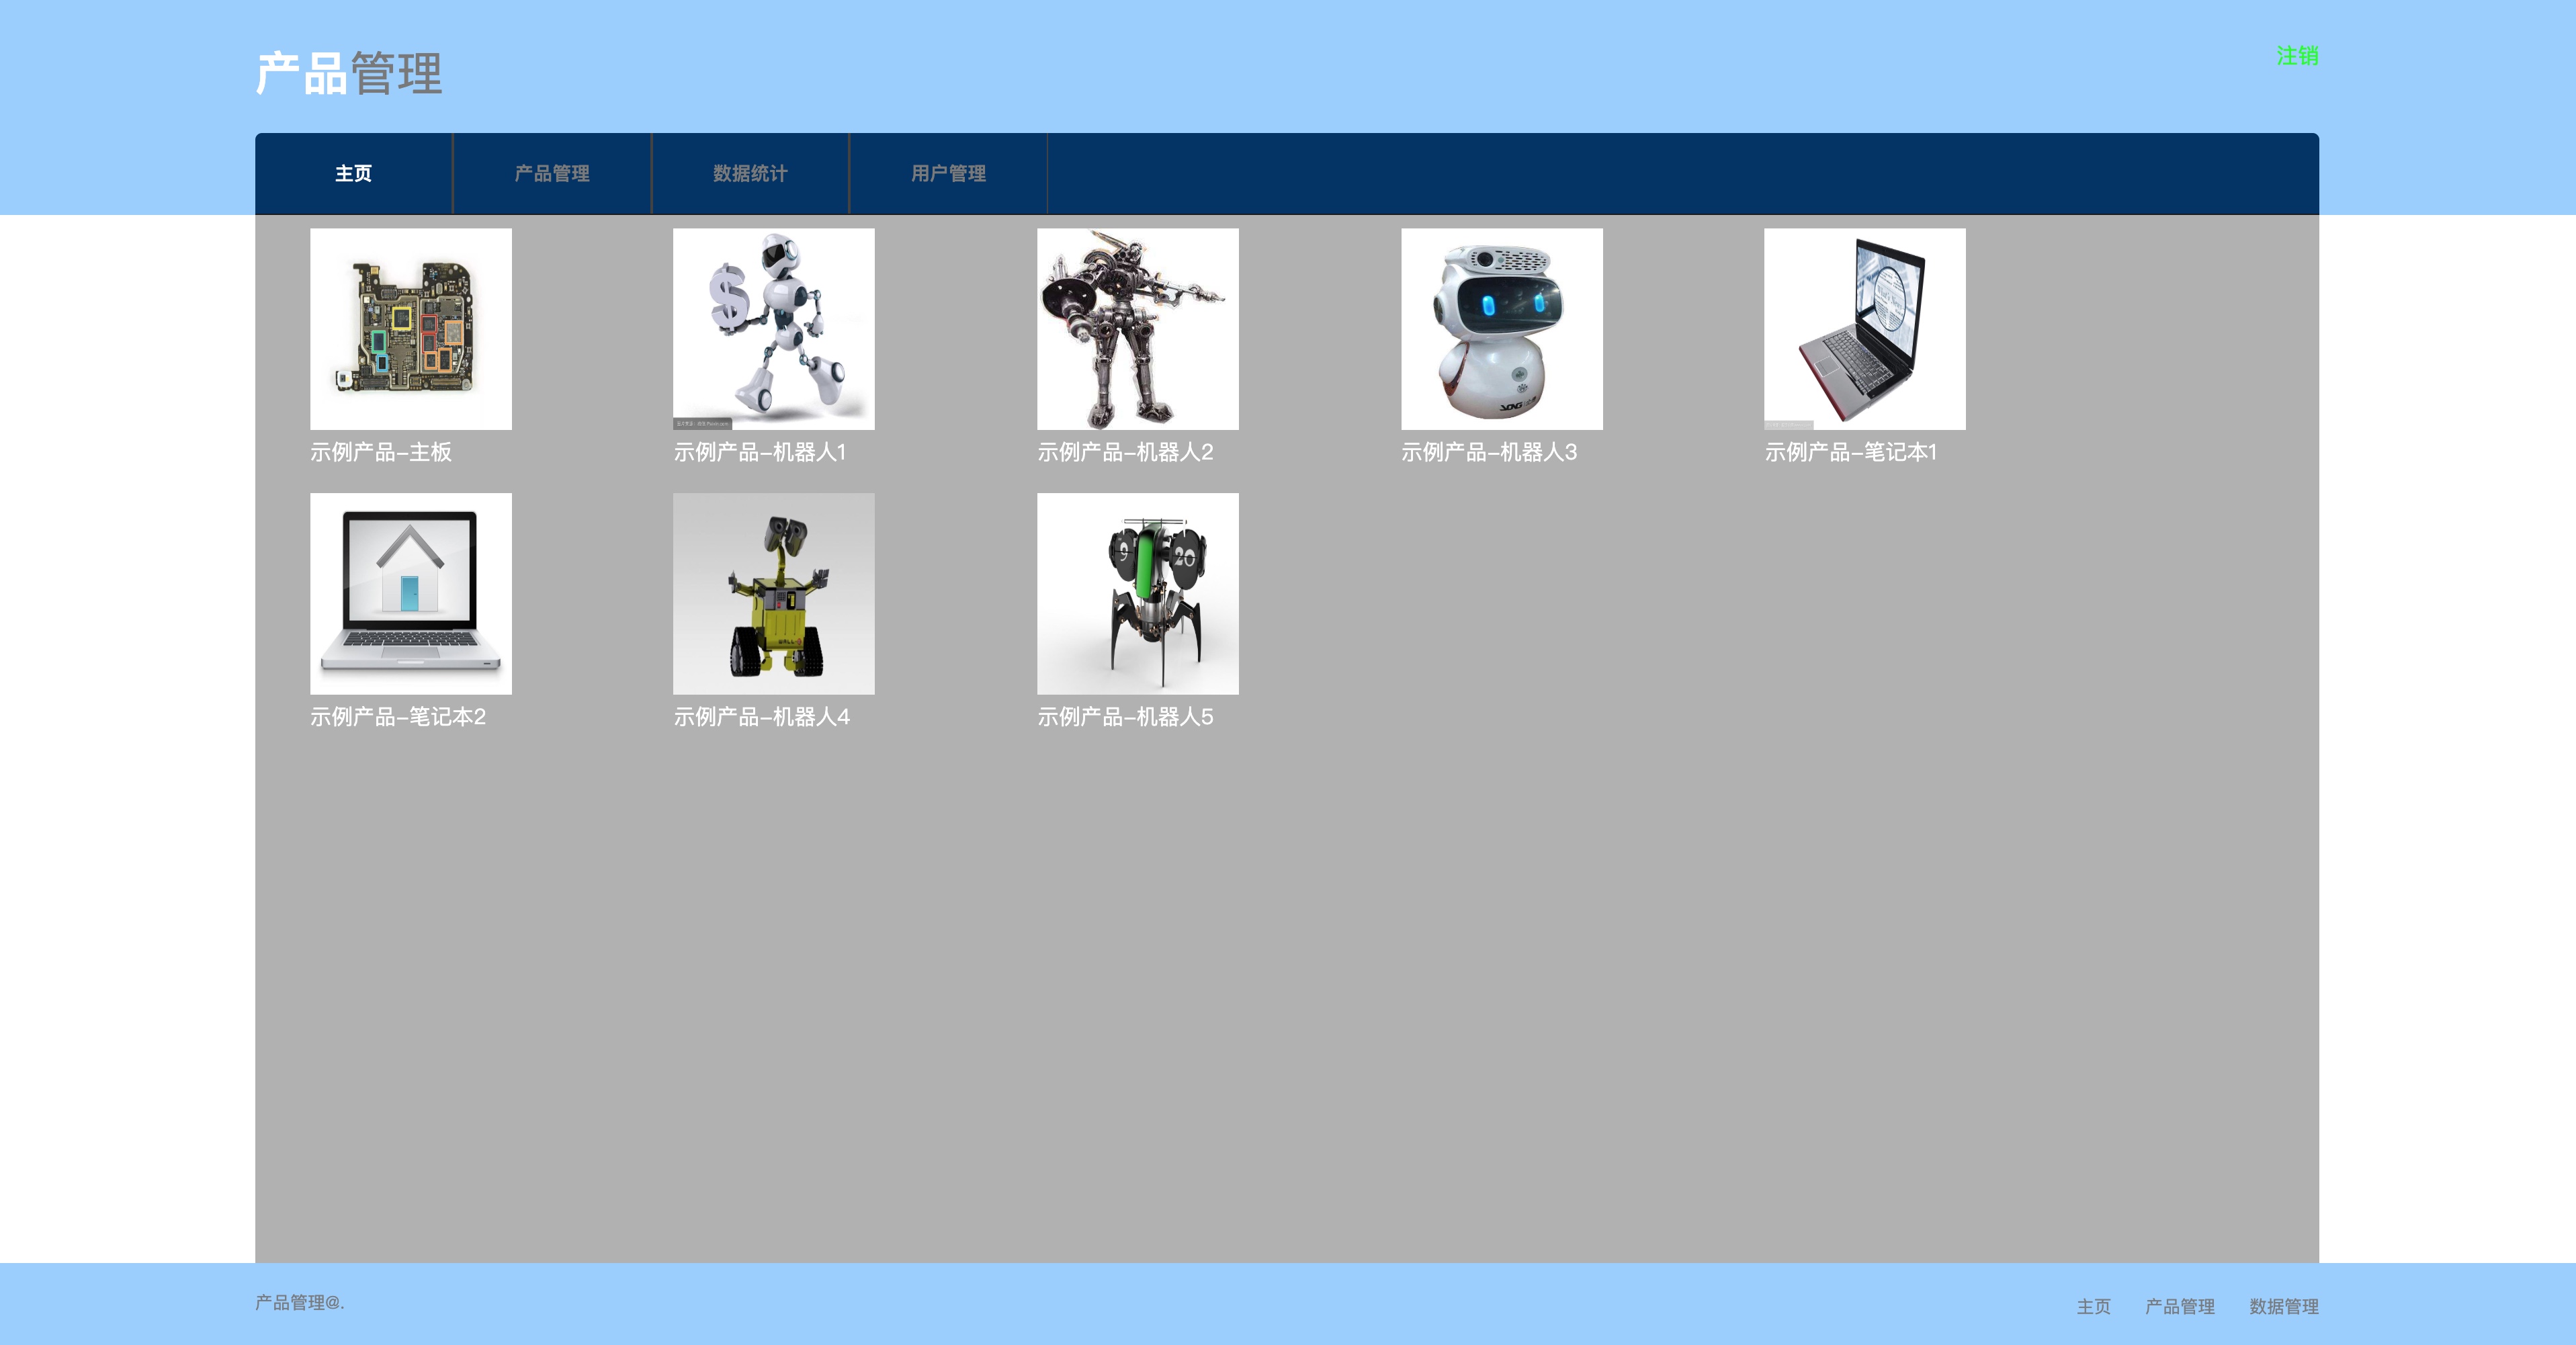 产品管理
注销
主页
产品管理
数据统计
用户管理
示例产品-主板
示例产品-机器人1
示例产品-机器人2
示例产品-机器人3
示例产品-笔记本1
9
20
示例产品-笔记本2
示例产品-机器人4
示例产品-机器人5
产品管理@.
主页
产品管理
数据管理